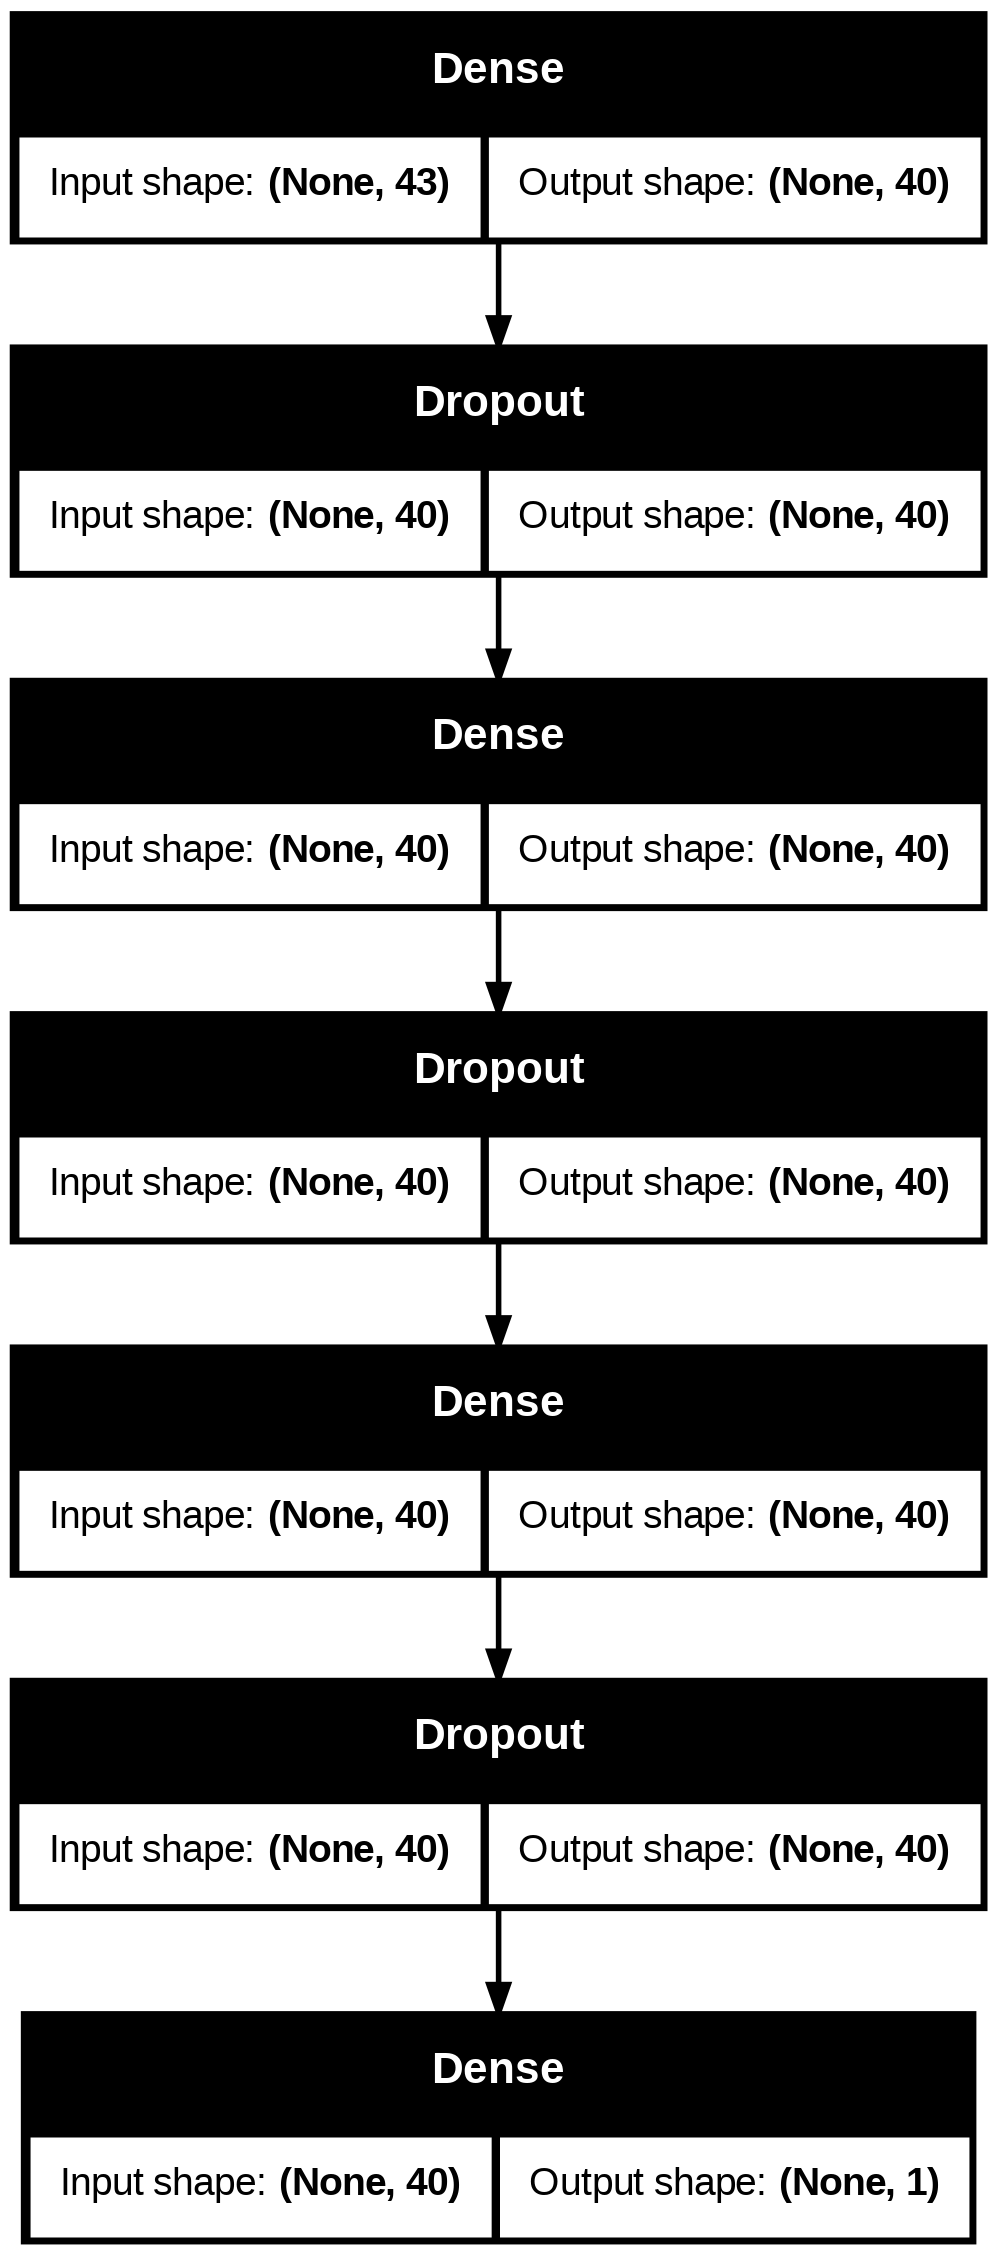 Dense
Input shape: (None, 43) Output shape: (None, 40)
Dropout
Input shape: (None, 40) Output shape: (None, 40)
Dense
Input shape: (None, 40) Output shape: (None, 40)
Dropout
Input shape: (None, 40) Output shape: (None, 40)
Dense
Input shape: (None, 40) Output shape: (None, 40)
Dropout
Input shape: (None, 40) Output shape: (None, 40)
Dense
Input shape: (None, 40) Output shape: (None, 1)